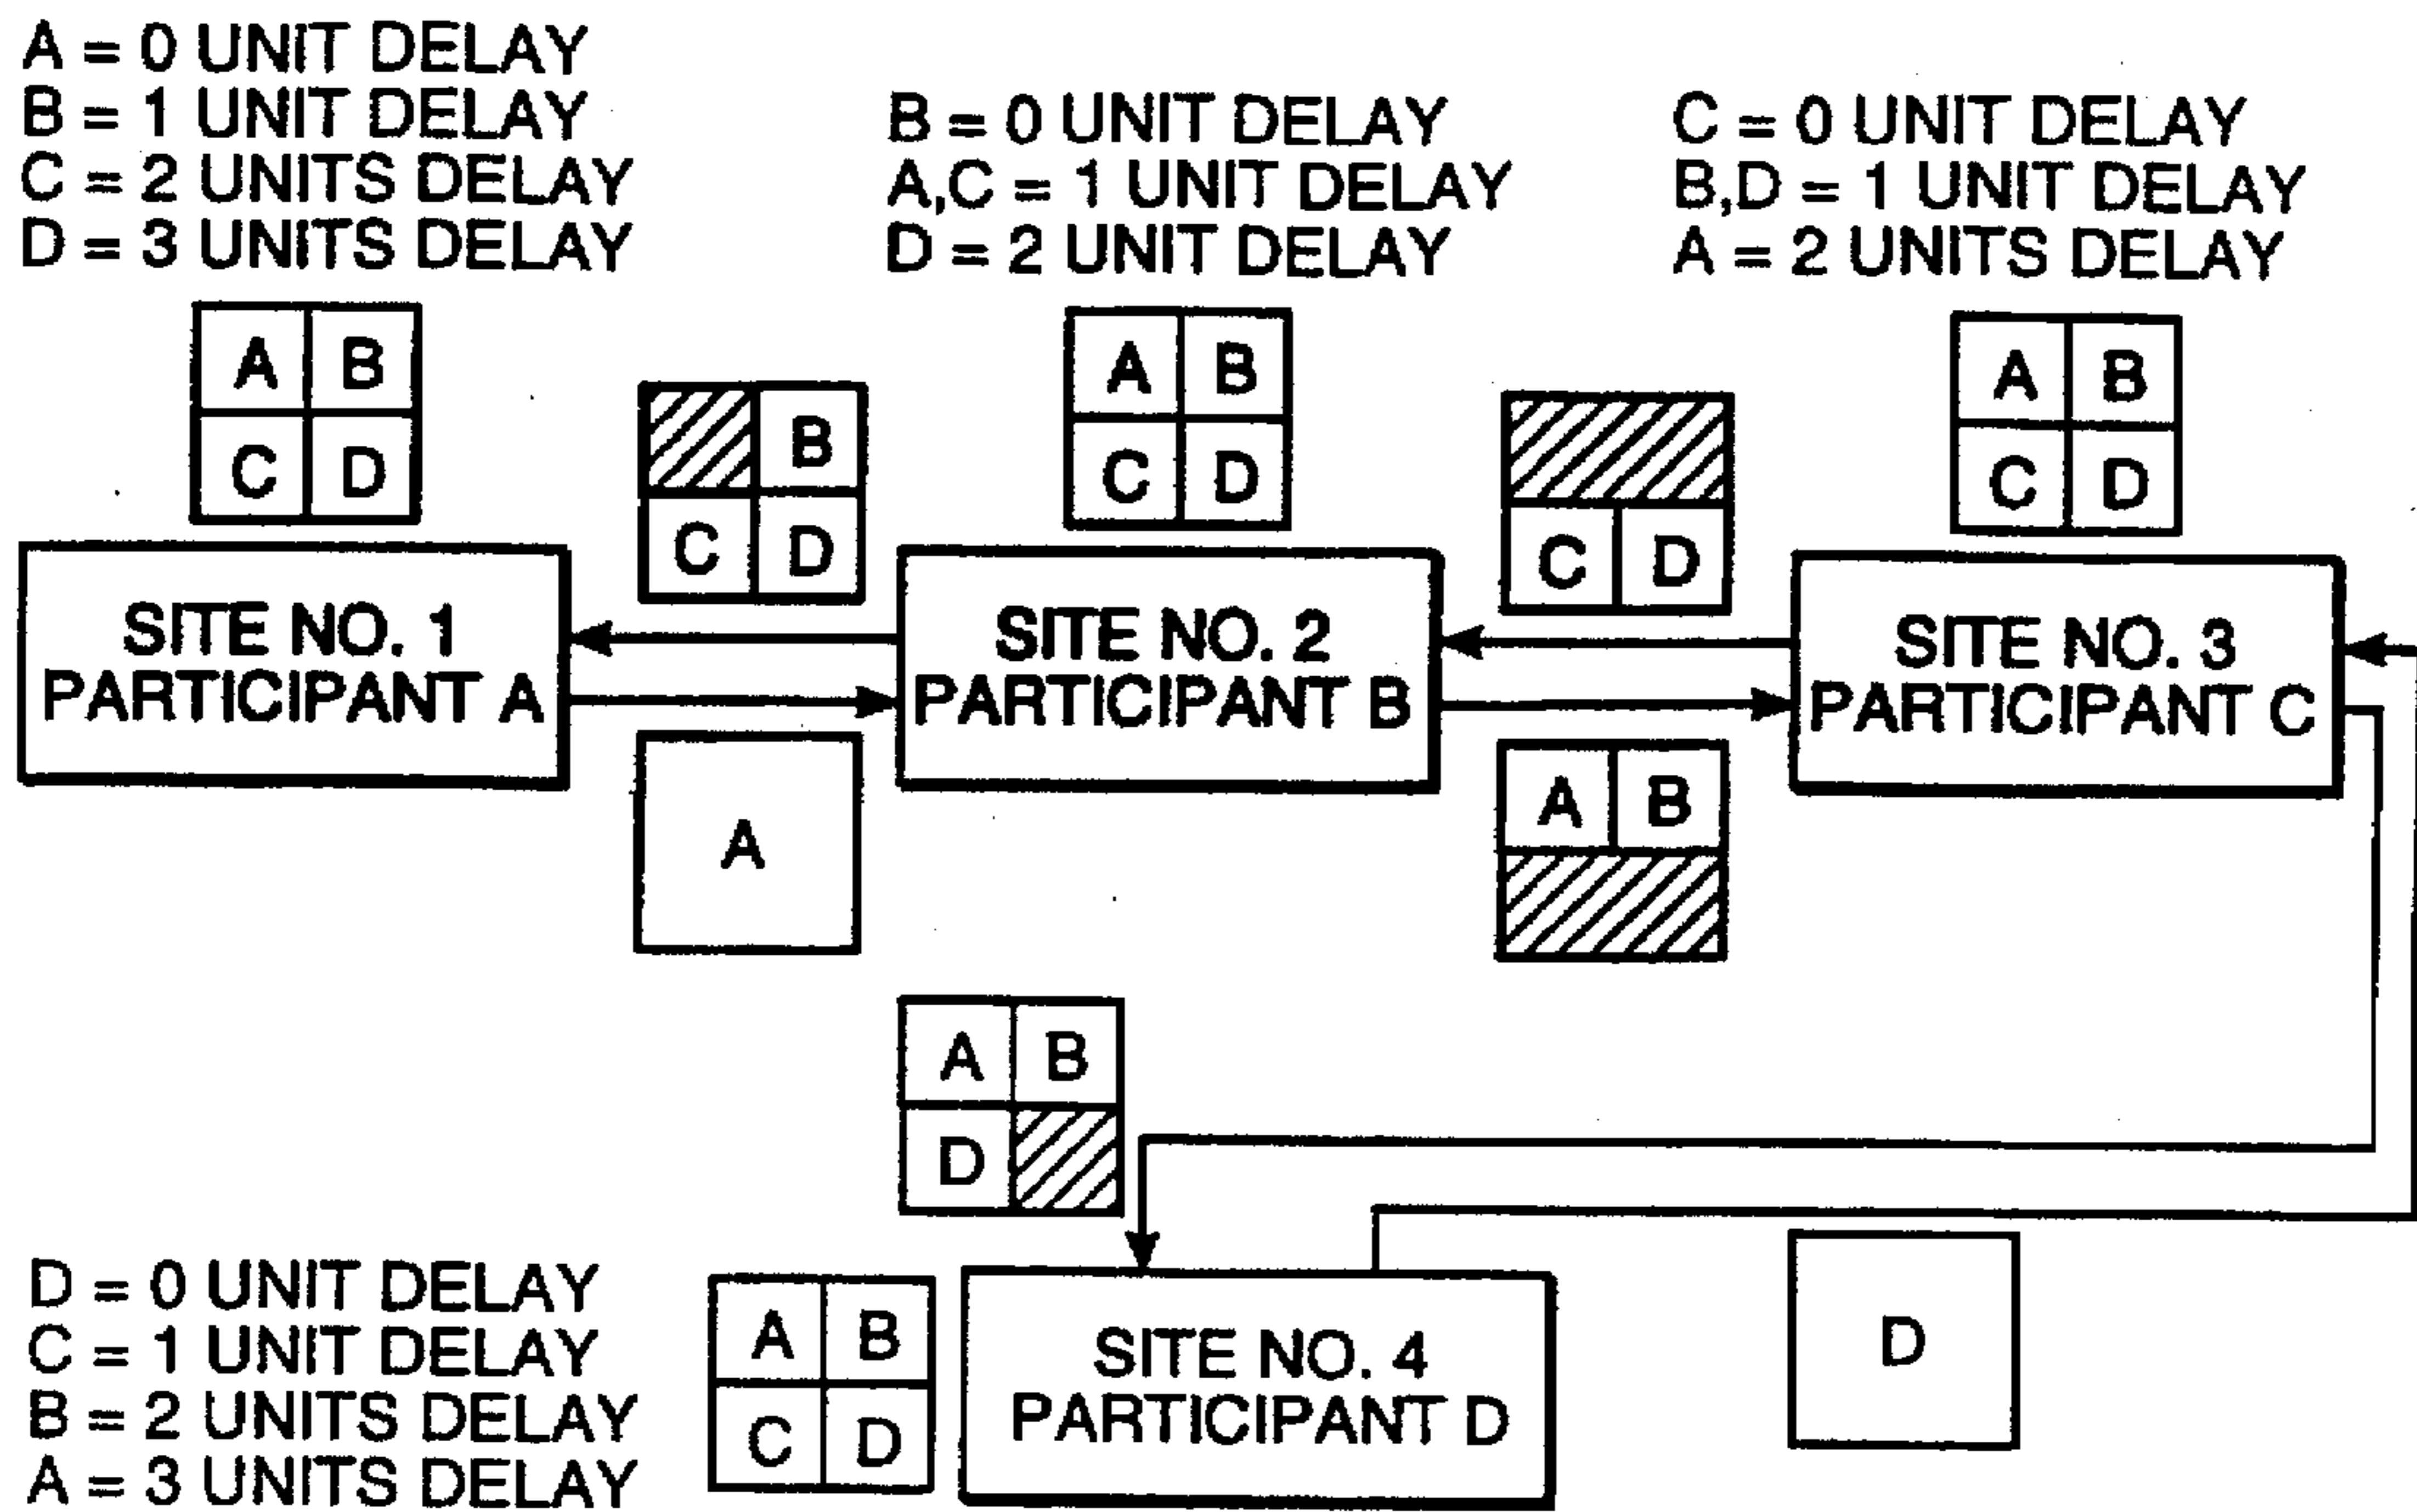 A = 0 UNIT DELAY
B = 1 UNIT DELAY
C = 2 UNITS DELAY
D = 3 UNITS DELAY
B = 0 UNIT DELAY
A,C = 1 UNIT DELAY
D = 2 UNIT DELAY
C = 0 UNIT DELAY
B,D = 1 UNIT DELAY
A = 2 UNITS DELAY
A B
C D
B
C D
A B
C D
C D
A B
C D
SITE NO. 1
PARTICIPANT A
SITE NO. 2
PARTICIPANT B
SITE NO. 3
PARTICIPANT C
A
A B
A B
D
D = 0 UNIT DELAY
C = 1 UNIT DELAY
B = 2 UNITS DELAY
A = 3 UNITS DELAY
A B
C D
SITE NO. 4
PARTICIPANT D
D